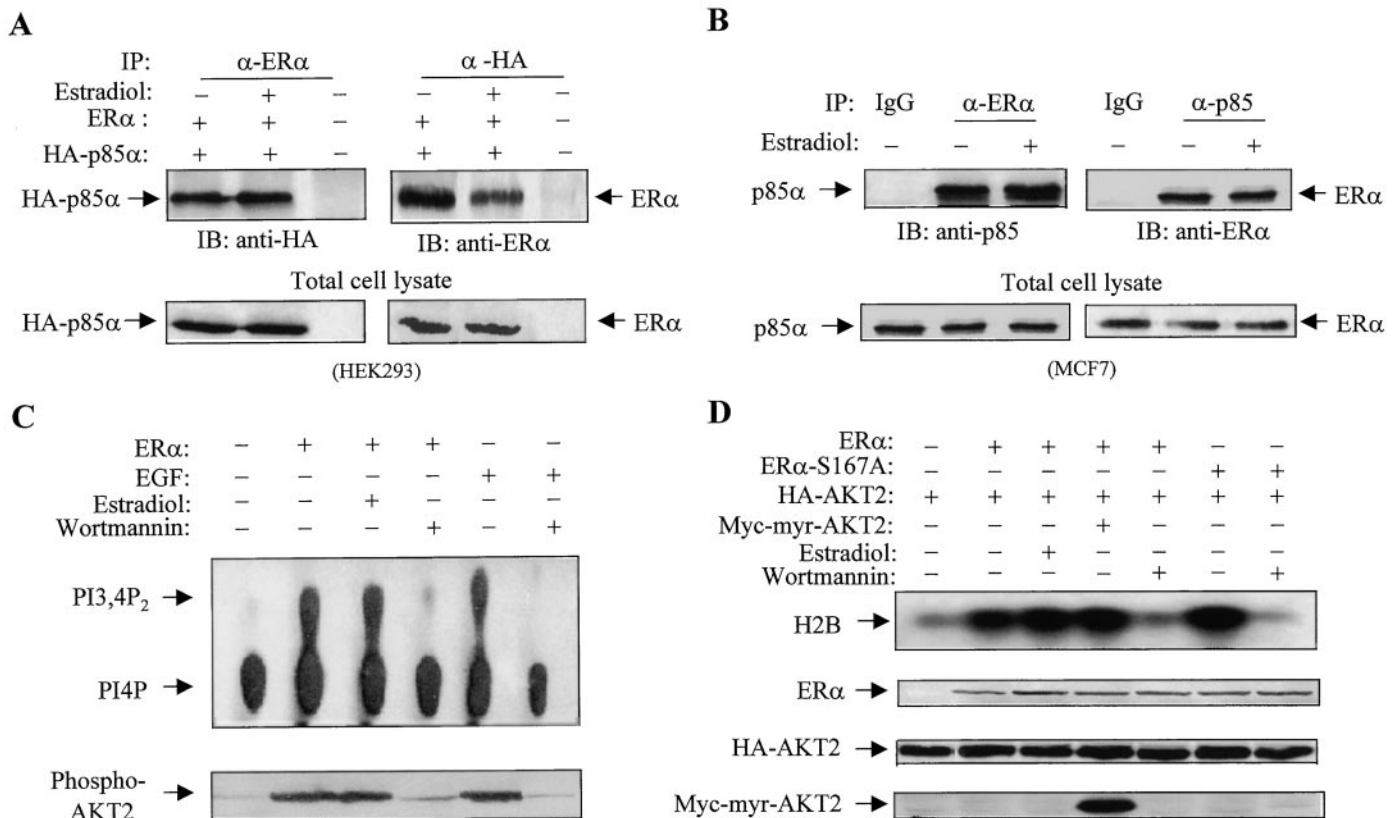 A
IP: α-ERα α -HA
Estradiol: – + – – + –
ERα : + + – + + –
HA-p85α: + + – + + –
HA-p85α ERα
IB: anti-HA IB: anti-ERα
Total cell lysate
HA-p85α ERα
(HEK293)
B
IP: IgG α-ERα IgG α-p85
Estradiol: – – + – – +
p85α ERα
IB: anti-p85 IB: anti-ERα
Total cell lysate
p85α ERα
(MCF7)
C
ERα: – + + + – –
EGF: – – – – + +
Estradiol: – – + – – –
Wortmannin: – – – + – +
PI3,4P₂
PI4P
Phospho-
AKT2
D
ERα: – + + + + – –
ERα-S167A: – – – – – + +
HA-AKT2: + + + + + + +
Myc-myr-AKT2: – – – + – – –
Estradiol: – – + – – – –
Wortmannin: – – – – + – +
H2B
ERα
HA-AKT2
Myc-myr-AKT2